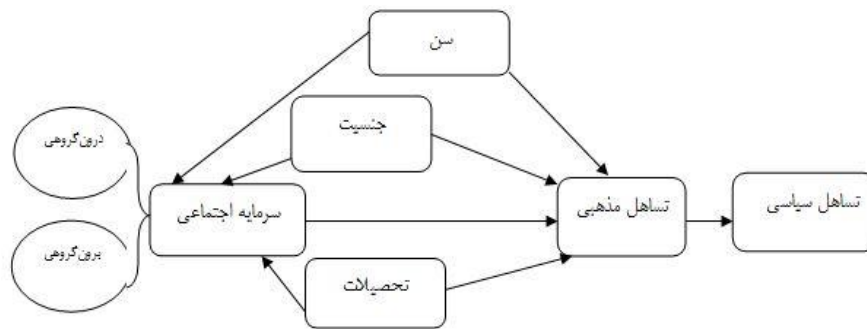 سن
جنسیت
درون‌گروهی
سرمایه اجتماعی
تساهل مذهبی
تساهل سیاسی
برون‌گروهی
تحصیلات